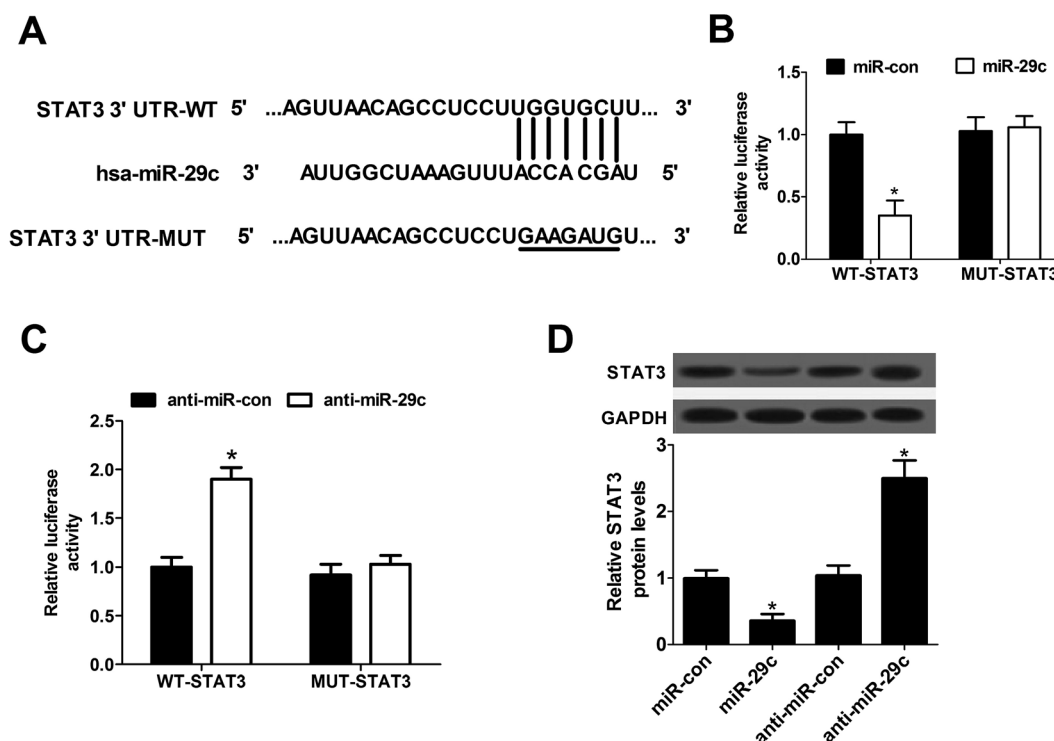 A
STAT3 3' UTR-WT 5' ...AGUUAACAGCCUCCUUGGUGCUU... 3'
hsa-miR-29c 3' AUUGGCUAAAGUUUACCACGAU 5'
STAT3 3' UTR-MUT 5' ...AGUUAACAGCCUCCUGAAGAUGU... 3'
B
miR-con miR-29c
Relative luciferase
activity
1.5
1.0
0.5
0.0
*
WT-STAT3 MUT-STAT3
C
anti-miR-con anti-miR-29c
Relative luciferase
activity
2.5
2.0
1.5
1.0
0.5
0.0
*
WT-STAT3 MUT-STAT3
D
STAT3
GAPDH
Relative STAT3
protein levels
3
2
1
0
*
*
miR-con
miR-29c
anti-miR-con
anti-miR-29c